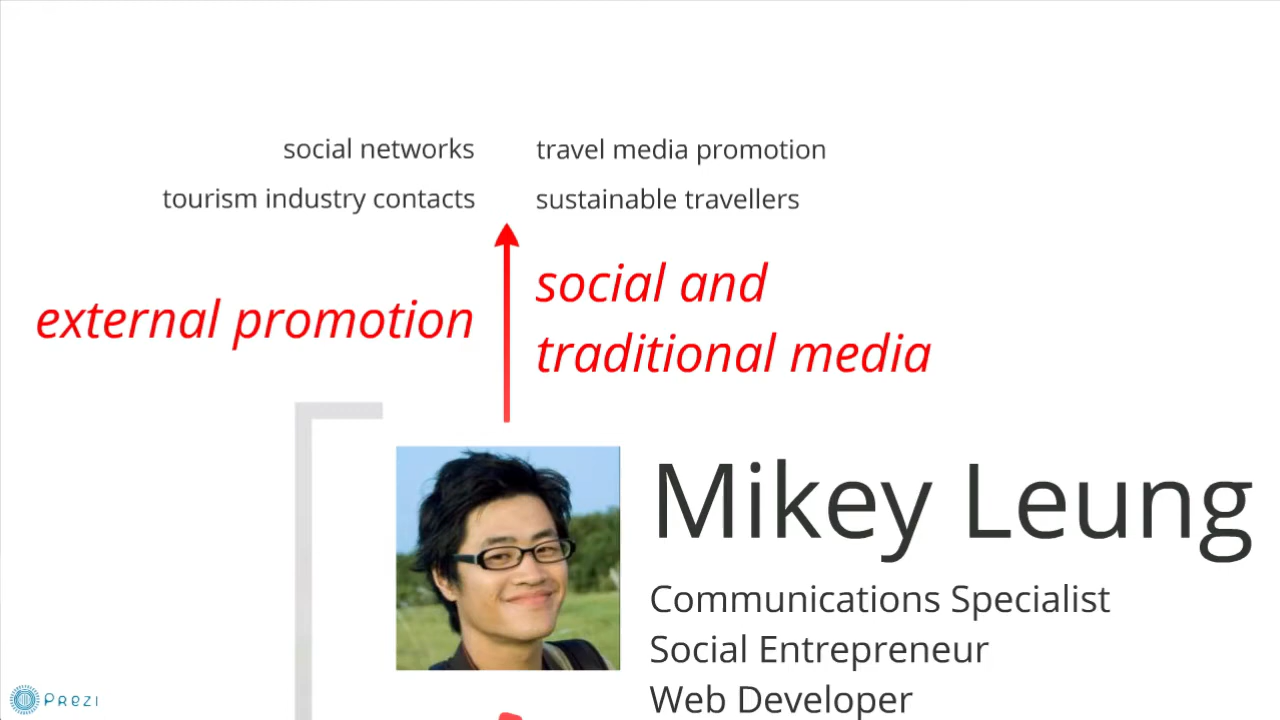 social networks
travel media promotion
tourism industry contacts
sustainable travellers
external promotion
social and
traditional media
Mikey Leung
Communications Specialist
Social Entrepreneur
Web Developer
Prezi